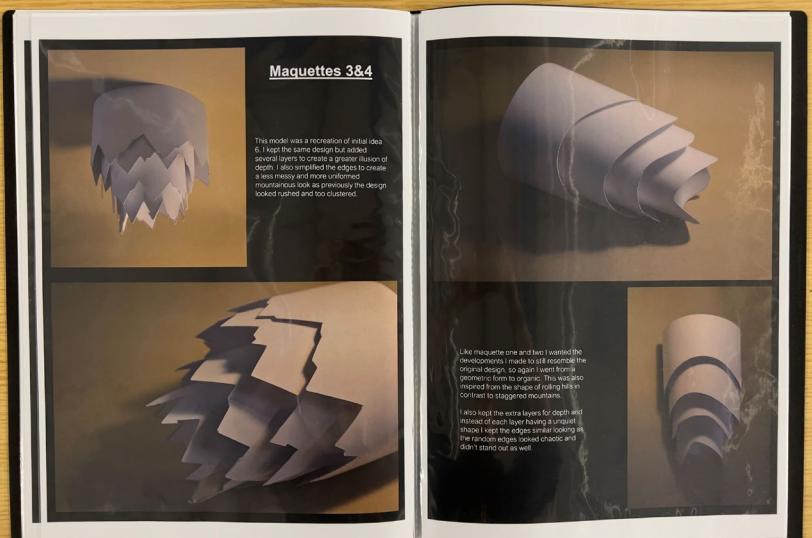 Maquettes 3&4
This model was a recreation of initial idea
6. I kept the same design but added
several layers to create a greater illusion of
depth. I also simplified the edges to create
a less messy and more uniformed
mountainous look as previously the design
looked rushed and too clustered.
Like maquette one and two I wanted the
developments I made to still resemble the
original design, so again I went from a
geometric form to organic. This was also
inspired from the shape of rolling hills in
contrast to staggered mountains.
I also kept the extra layers for depth and
instead of each layer having a unquiet
shape I kept the edges similar looking as
the random edges looked chaotic and
didn't stand out as well.